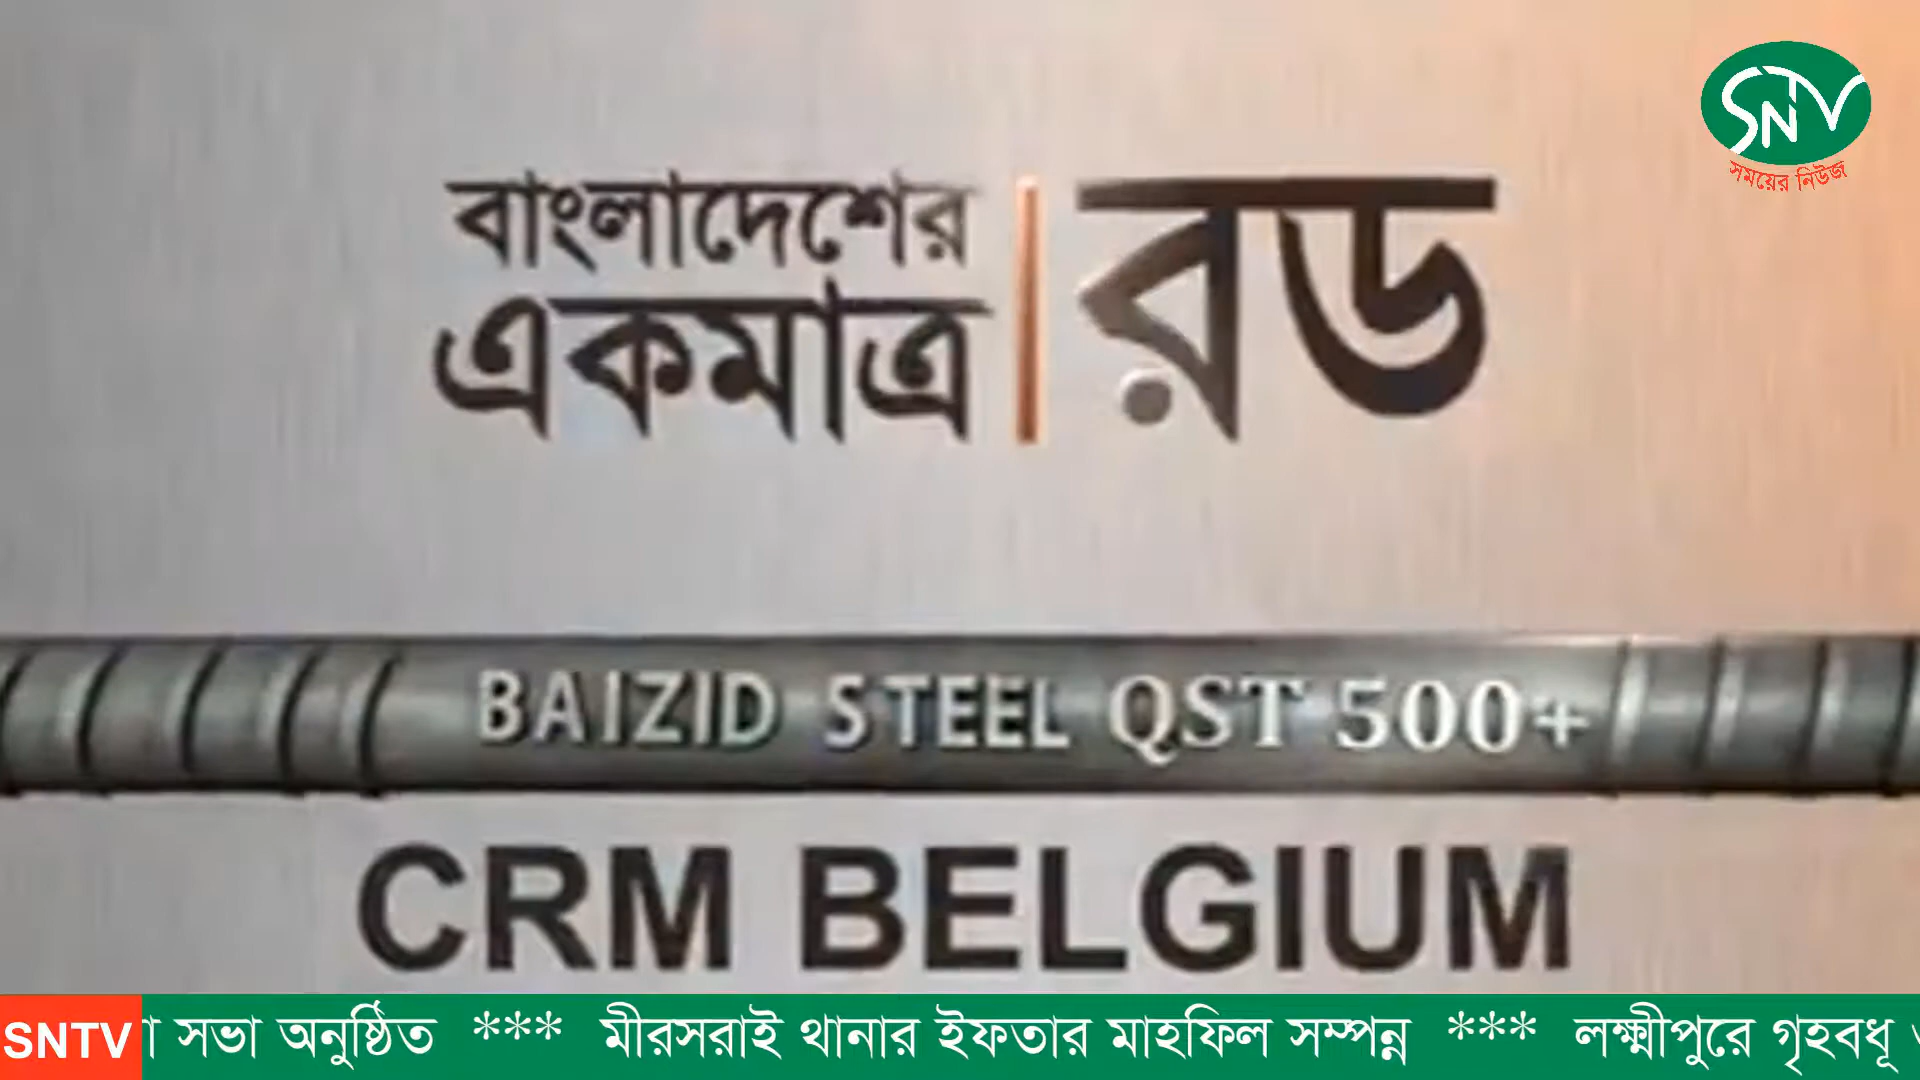 SNTV
সময়ের নিউজ
বাংলাদেশের
একমাত্র
রড
BAIZID STEEL QST 500+
CRM BELGIUM
SNTV
সভা অনুষ্ঠিত *** মীরসরাই থানার ইফতার মাহফিল সম্পন্ন *** লক্ষ্মীপুরে গৃহবধূ